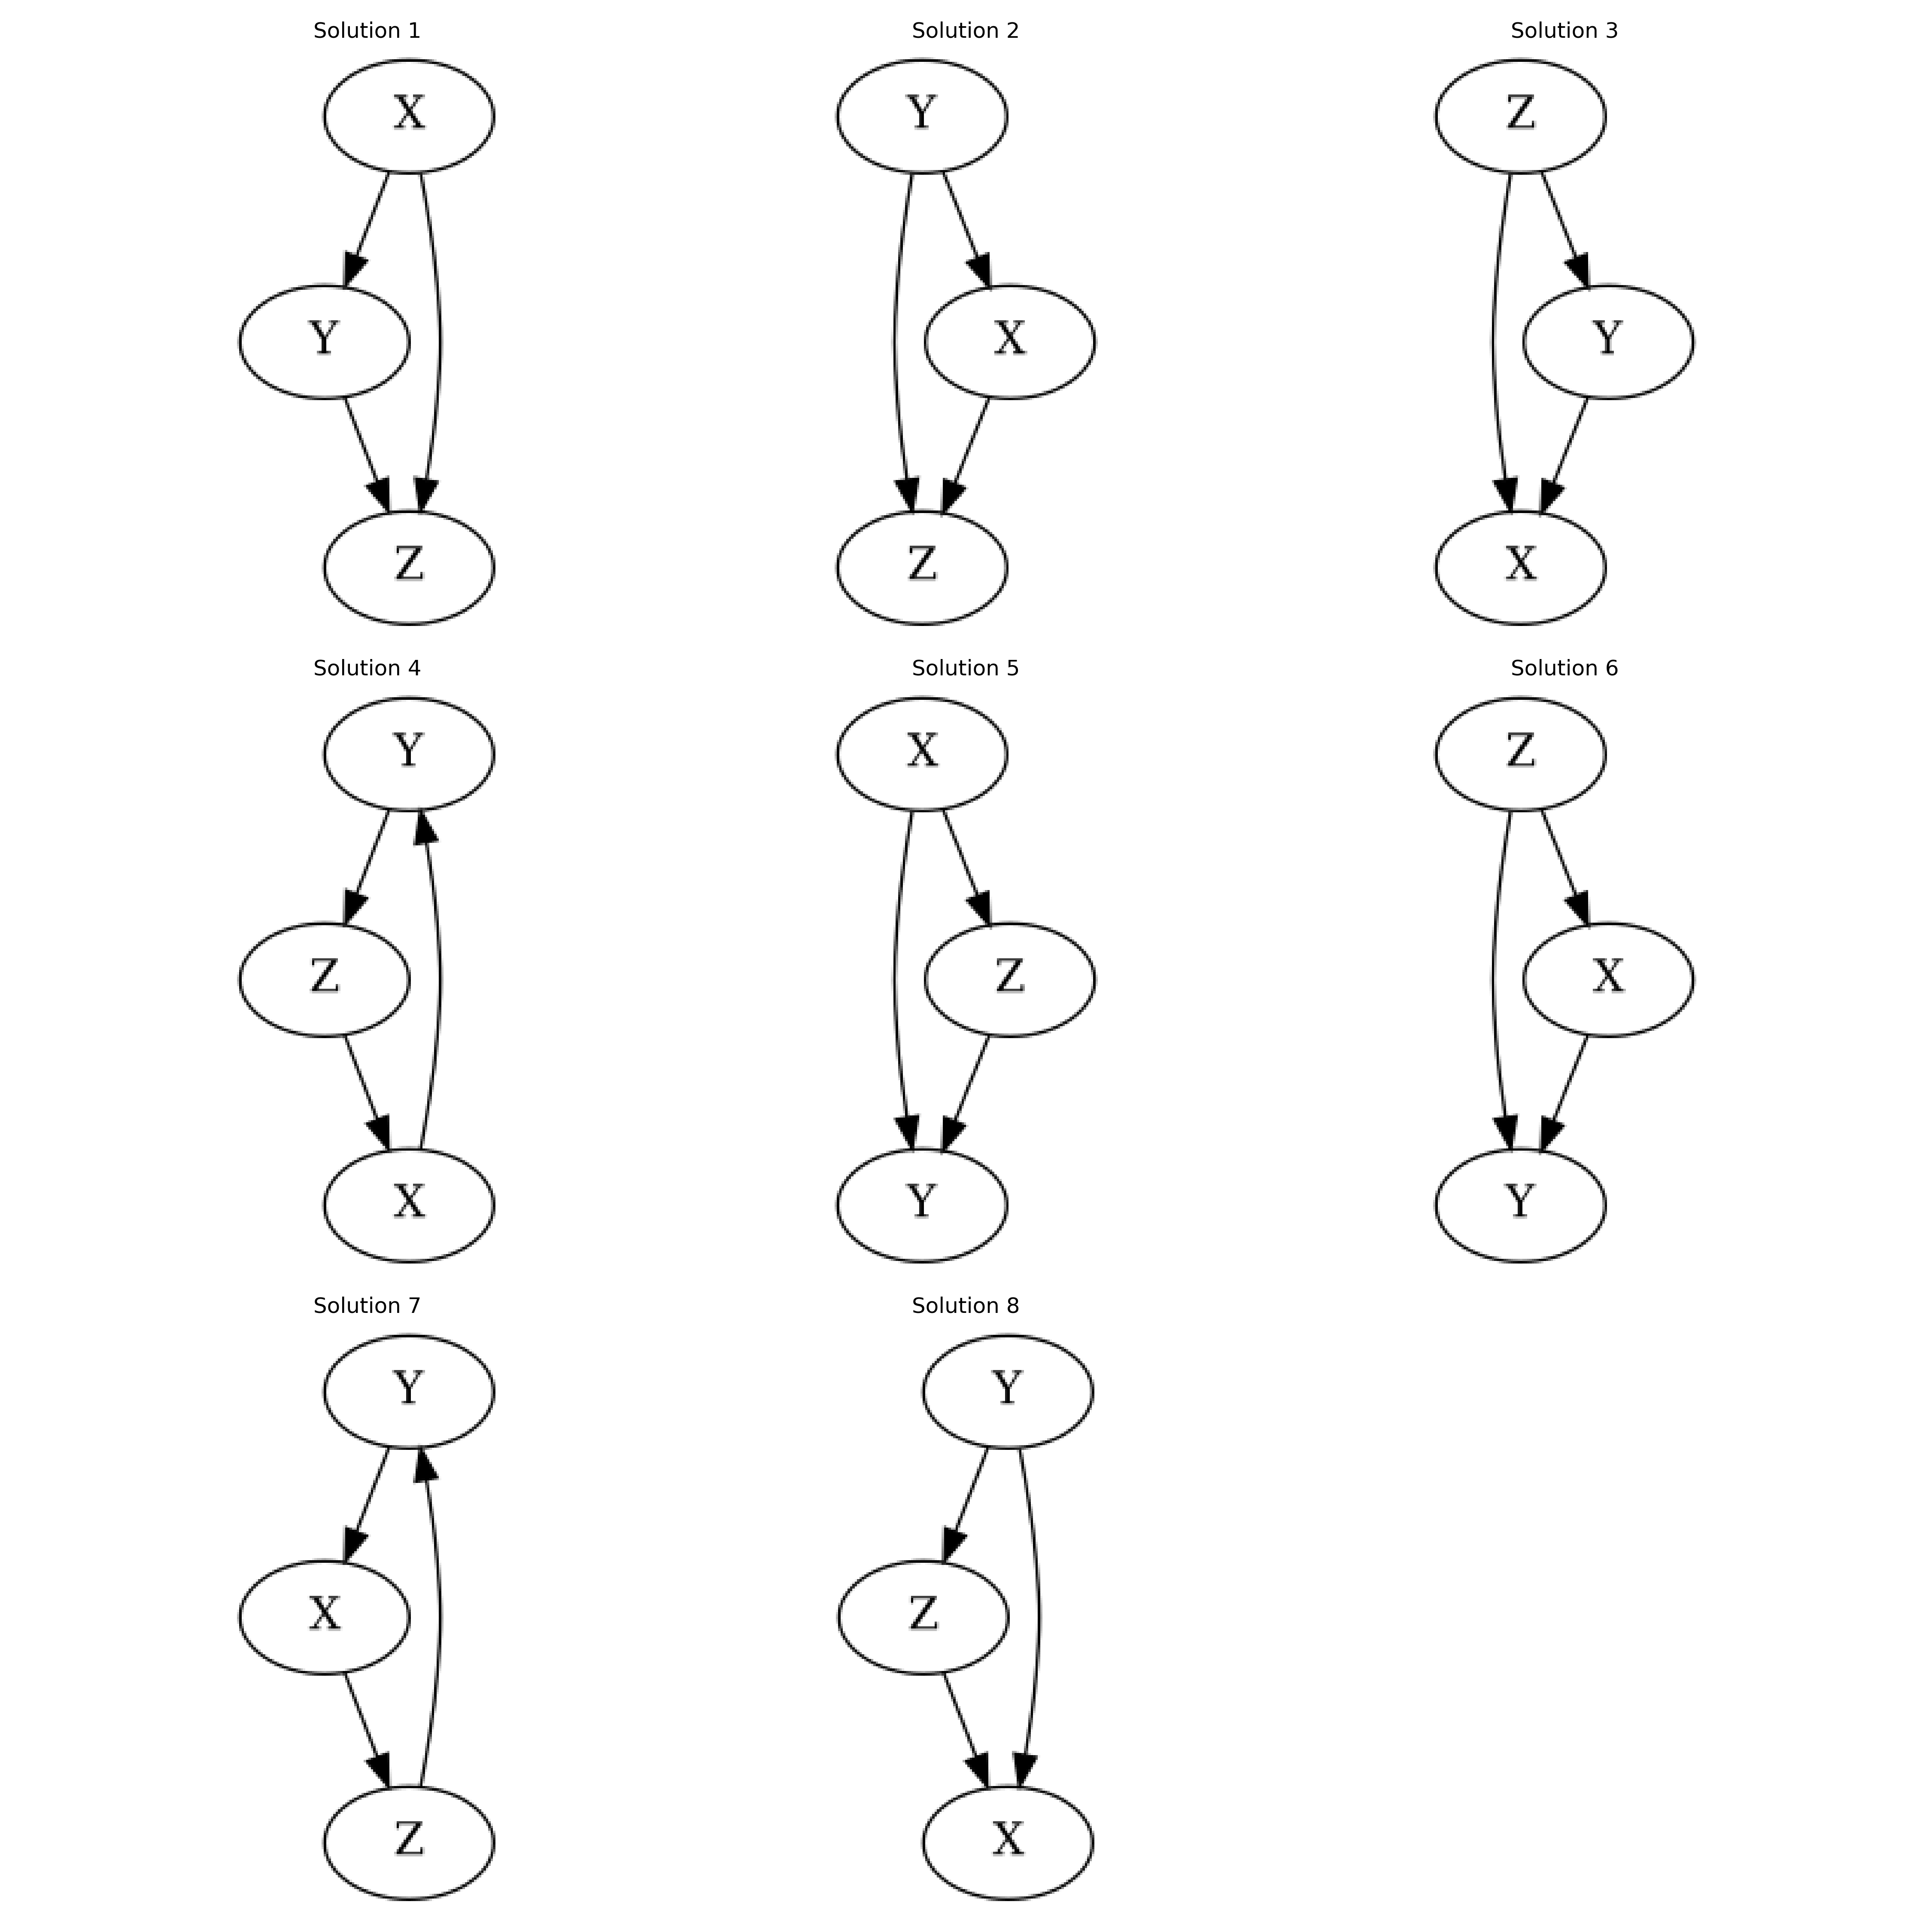 Solution 1
X
Y
Z
Solution 2
Y
X
Z
Solution 3
Z
Y
X
Solution 4
Y
Z
X
Solution 5
X
Z
Y
Solution 6
Z
X
Y
Solution 7
Y
X
Z
Solution 8
Y
Z
X